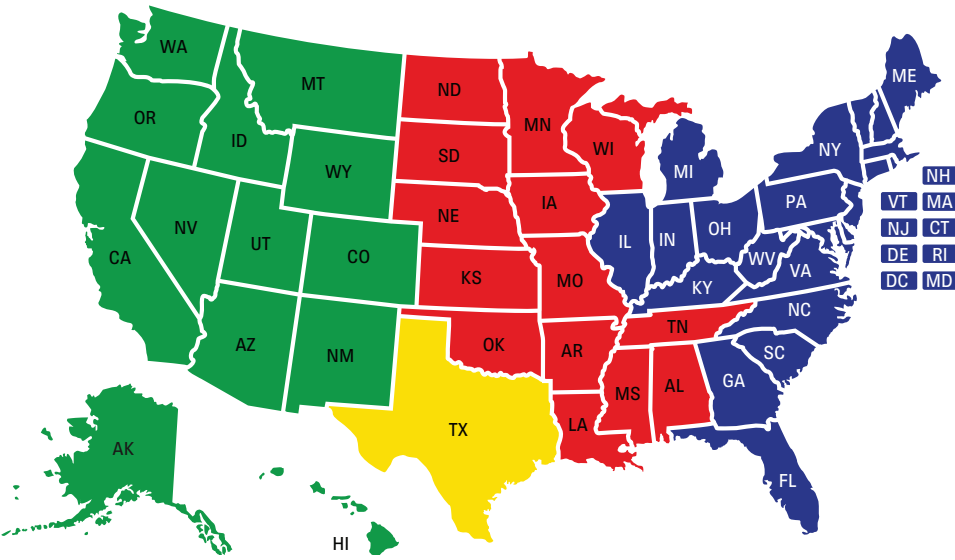 WA
MT
ND
MN
ME
OR
ID
SD
WI
NY
WY
MI
NH
NE
IA
PA
VT MA
NV
UT
CO
IL
IN
OH
NJ CT
CA
KS
MO
WV
VA
DE RI
KY
DC MD
NC
AZ
NM
OK
AR
TN
SC
MS
AL
GA
TX
LA
AK
FL
HI